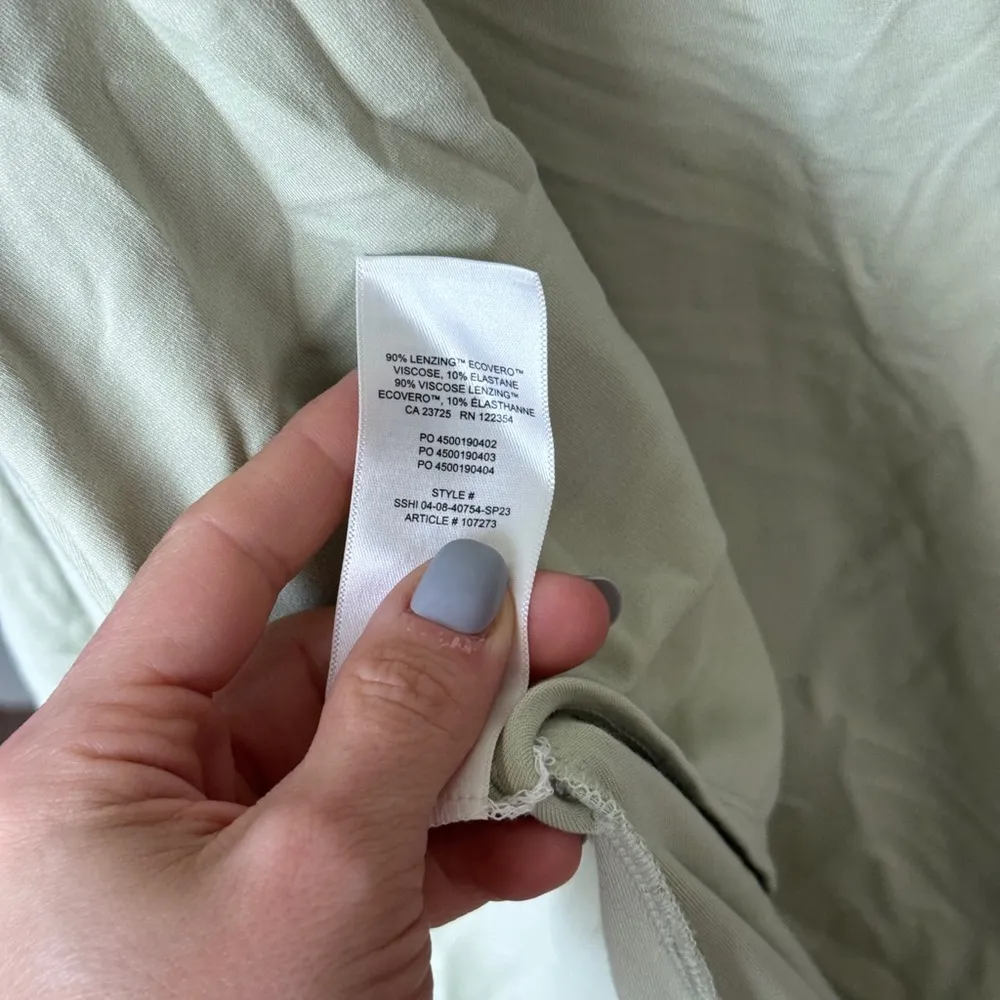 90% LENZING™ ECOVERO™
VISCOSE, 10% ELASTANE
90% VISCOSE LENZING™
ECOVERO™, 10% ÉLASTHANNE
CA 23725 RN 122354
PO 4500190402
PO 4500190403
PO 4500190404
STYLE #
SSHI 04-08-40754-SP23
ARTICLE # 107273